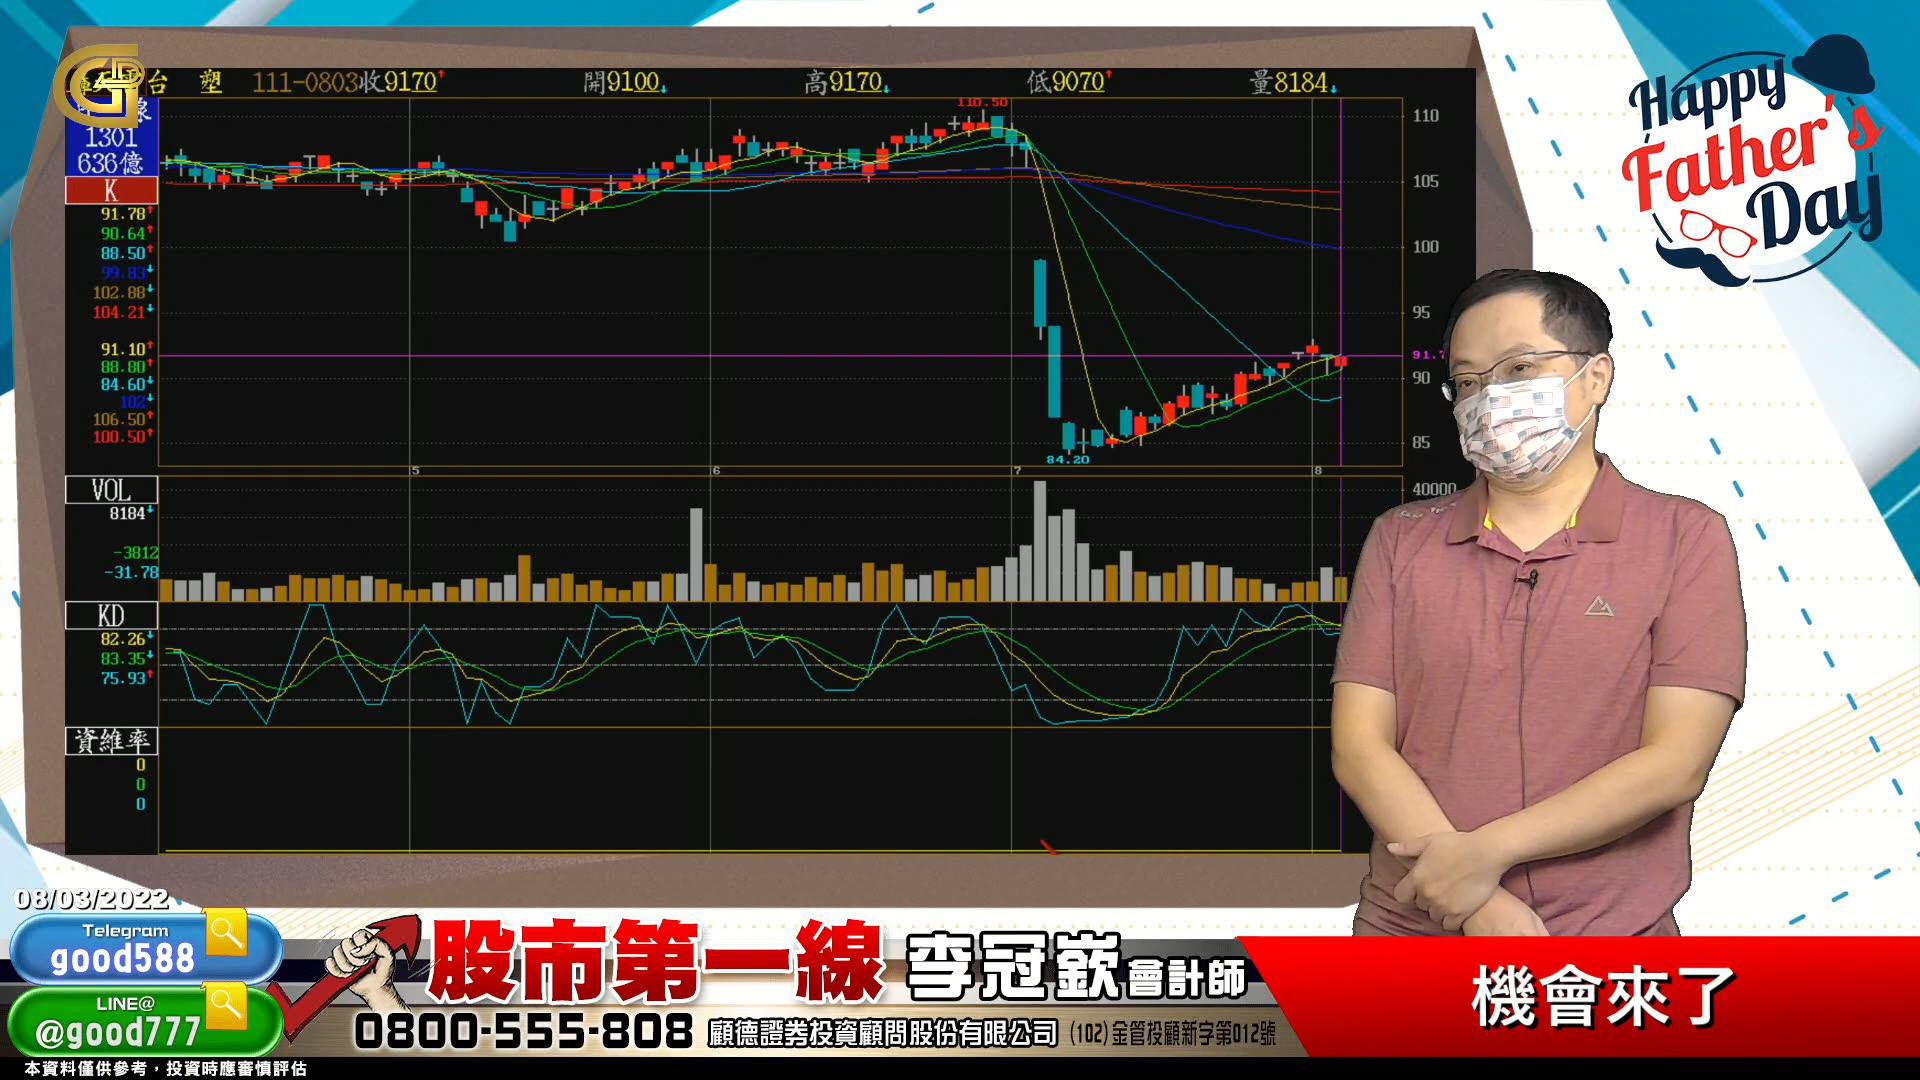 台 塑 111-0803收9170↑ 開9100↓ 高9170↓ 低9070↑ 量8184↓
線
1301
636億
K
91.78↑
90.64↑
88.50↑
99.83↓
102.88↓
104.21↓
91.10↑
88.80↑
84.60↓
102↓
106.50↑
100.50↑
110.50
84.20
110
105
100
95
91.7
90
85
5 6 7 8
VOL
8184↓
-3812
-31.78
40000
KD
82.26↓
83.35↓
75.93↑
資維率
0
0
0
Happy
Father's
Day
08/03/2022
Telegram
good588
LINE@
@good777
股市第一線 李冠嶔 會計師
0800-555-808 顧德證券投資顧問股份有限公司 (102)金管投顧新字第012號
機會來了
本資料僅供參考，投資時應審慎評估